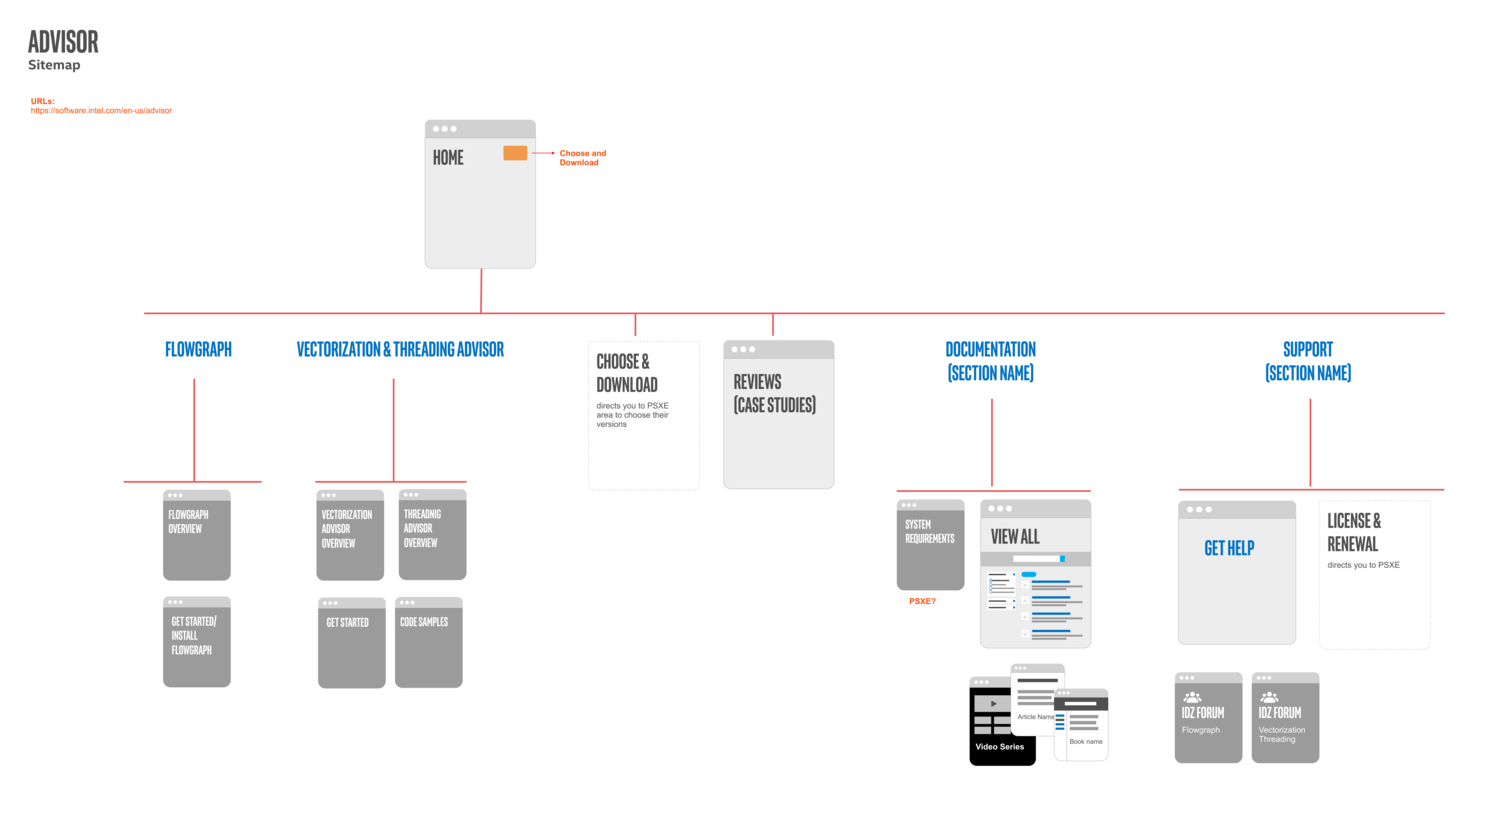 ADVISOR
Sitemap
URLs:
https://software.intel.com/en-us/advisor
HOME
Choose and
Download
FLOWGRAPH
VECTORIZATION & THREADING ADVISOR
CHOOSE &
DOWNLOAD
directs you to PSXE
area to choose their
versions
REVIEWS
(CASE STUDIES)
DOCUMENTATION
(SECTION NAME)
SUPPORT
(SECTION NAME)
FLOWGRAPH
OVERVIEW
VECTORIZATION
ADVISOR
OVERVIEW
THREADNIG
ADVISOR
OVERVIEW
SYSTEM
REQUIREMENTS
PSXE?
VIEW ALL
GET HELP
LICENSE &
RENEWAL
directs you to PSXE
GET STARTED/
INSTALL
FLOWGRAPH
GET STARTED
CODE SAMPLES
Video Series
Article Name
Book name
IDZ FORUM
Flowgraph
IDZ FORUM
Vectorization
Threading